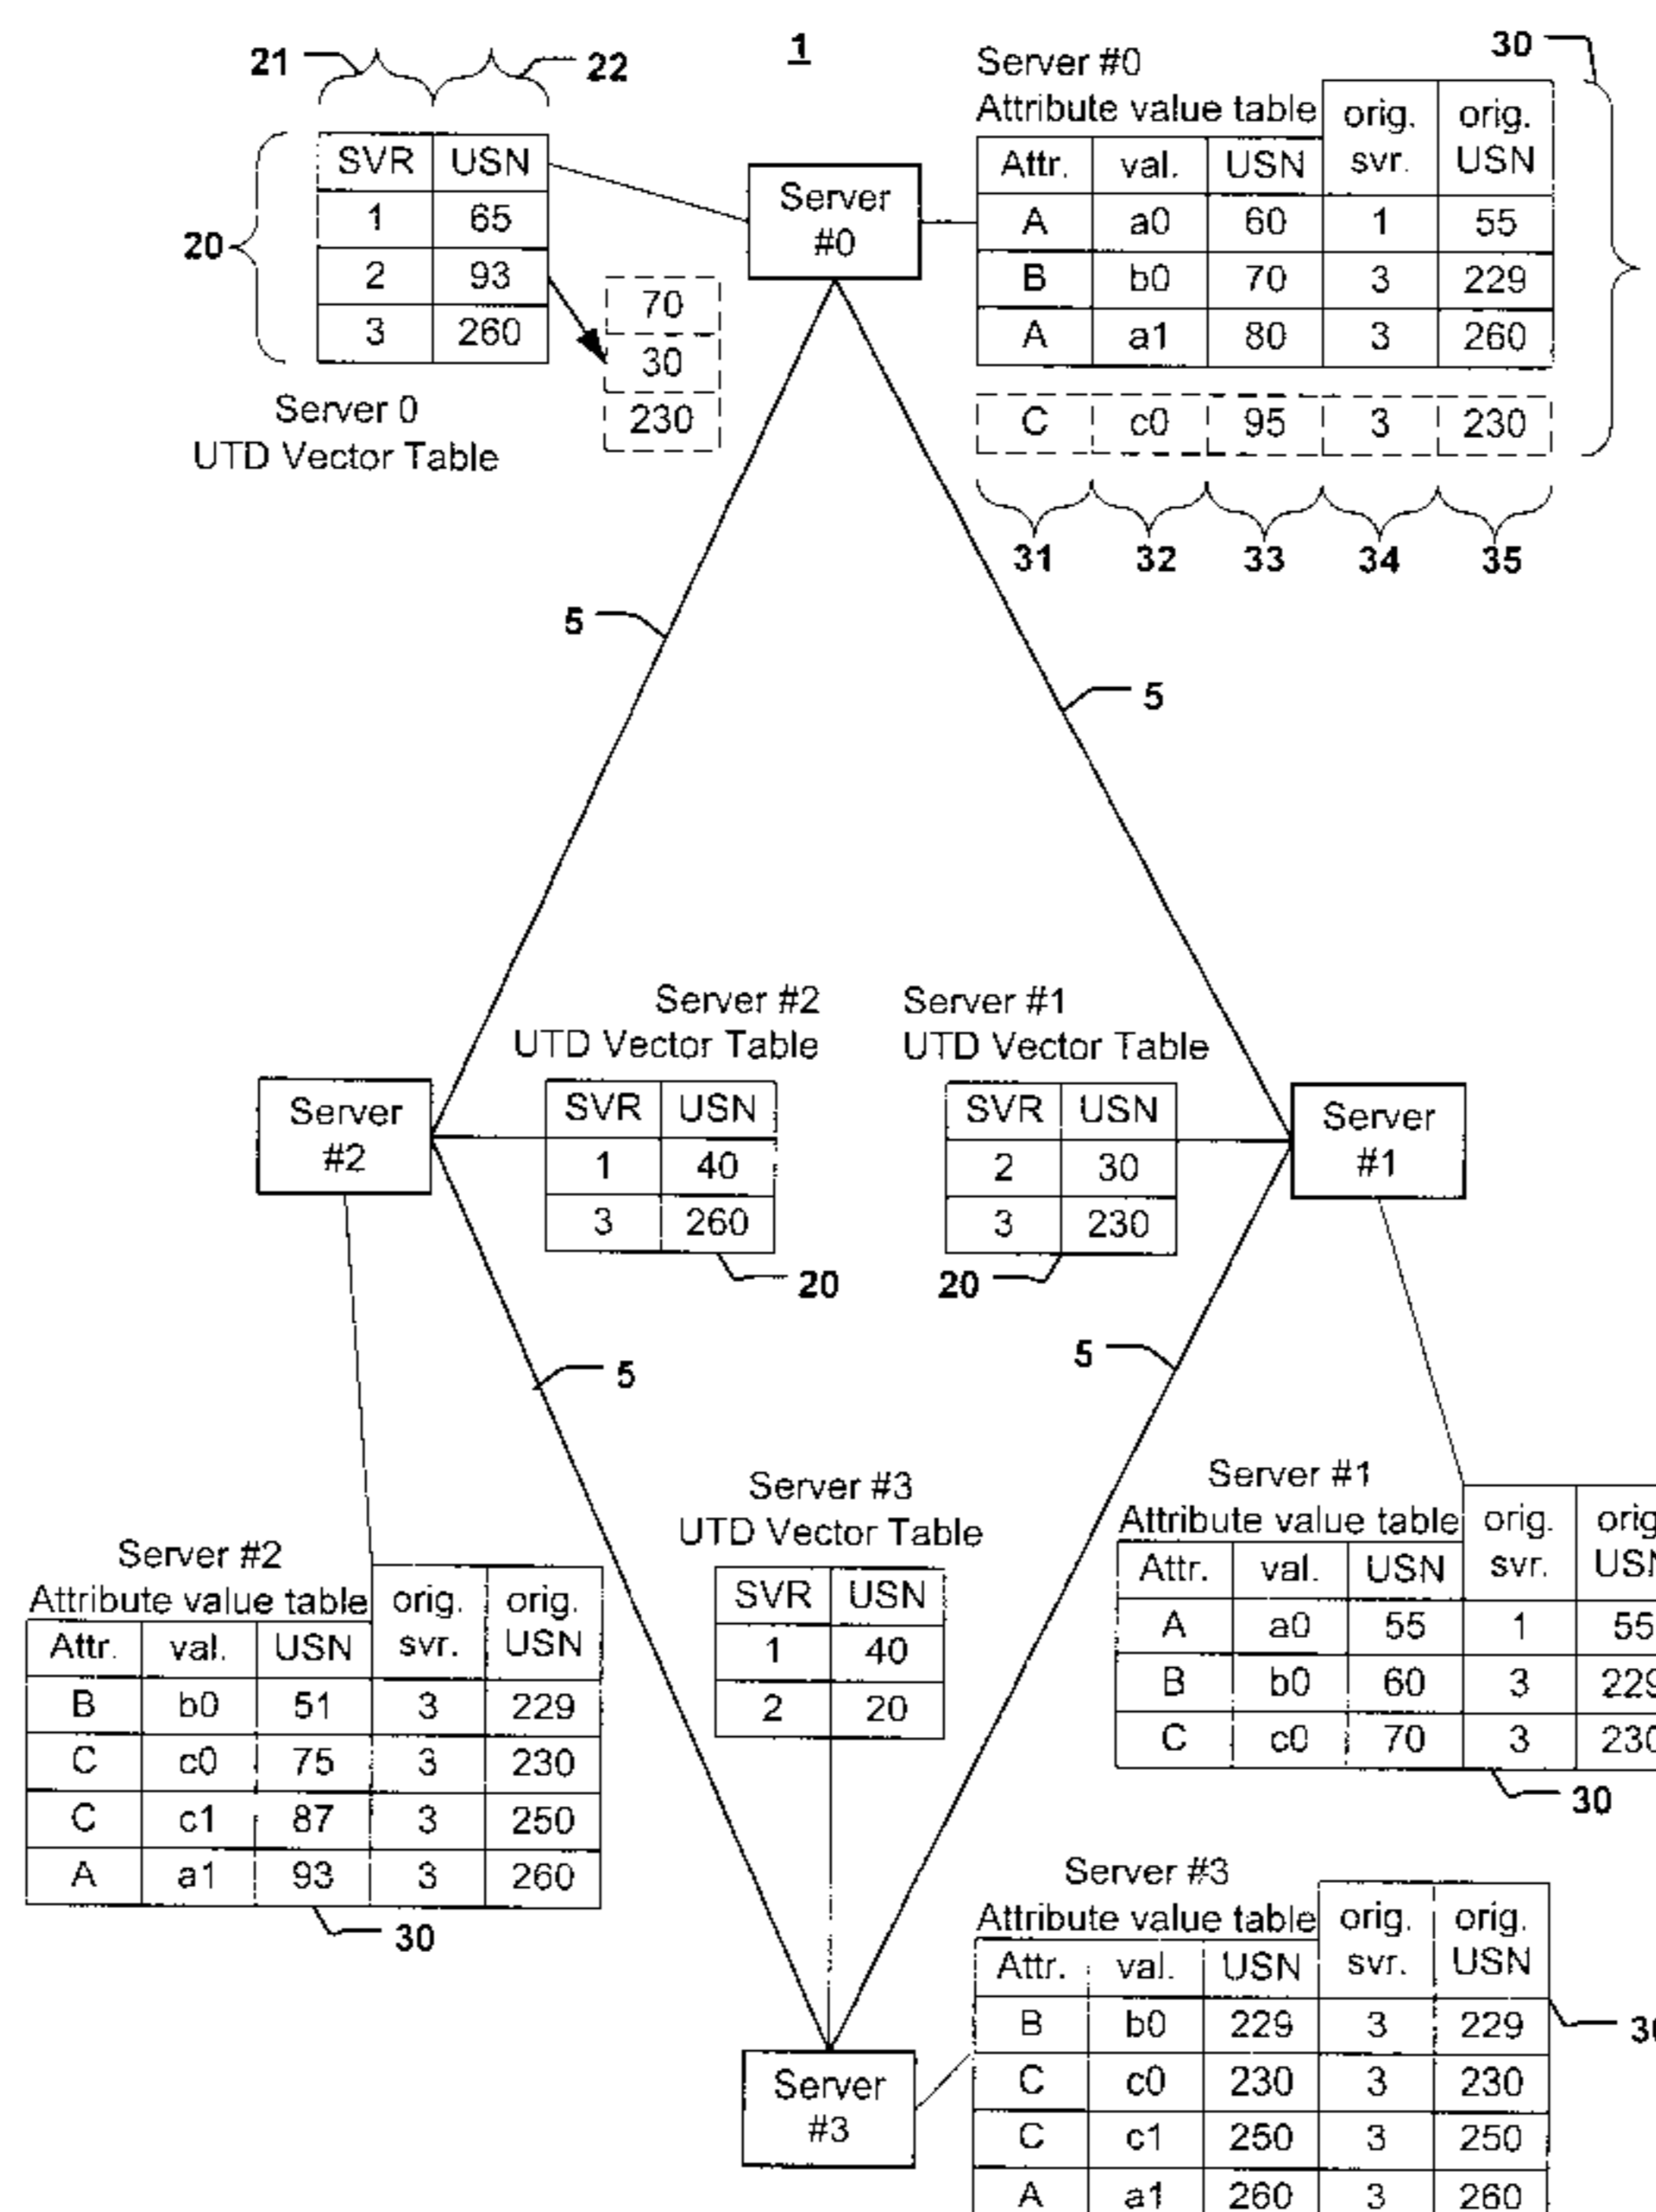 1
21
22
SVR USN
1 65
2 93
3 260
20
70
30
230
Server 0
UTD Vector Table
Server
#0
Server #0
Attribute value table
orig. svr.
orig. USN
Attr. val. USN
A a0 60 1 55
B b0 70 3 229
A a1 80 3 260
C c0 95 3 230
30
31 32 33 34 35
5
5
Server #2
UTD Vector Table
SVR USN
1 40
3 260
20
Server #1
UTD Vector Table
SVR USN
2 30
3 230
20
Server
#2
Server
#1
5
5
Server #3
UTD Vector Table
SVR USN
1 40
2 20
Server #2
Attribute value table
orig. svr.
orig. USN
Attr. val. USN
B b0 51 3 229
C c0 75 3 230
C c1 87 3 250
A a1 93 3 260
30
Server #1
Attribute value table
orig. svr.
Attr. val. USN
A a0 55 1 55
B b0 60 3 229
C c0 70 3 230
30
Server
#3
Server #3
Attribute value table
orig. svr.
orig. USN
Attr. val. USN
B b0 229 3 229
C c0 230 3 230
C c1 250 3 250
A a1 260 3 260